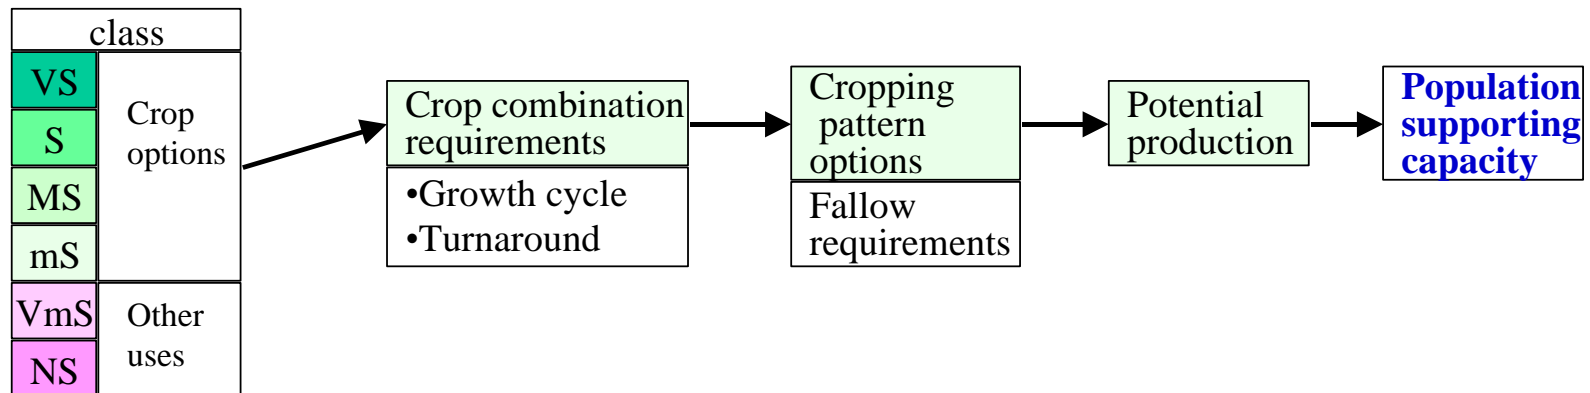 class
VS
S
MS
mS
VmS
NS
Crop
options
Other
uses
Crop combination
requirements
•Growth cycle
•Turnaround
Cropping
pattern
options
Fallow
requirements
Potential
production
Population
supporting
capacity